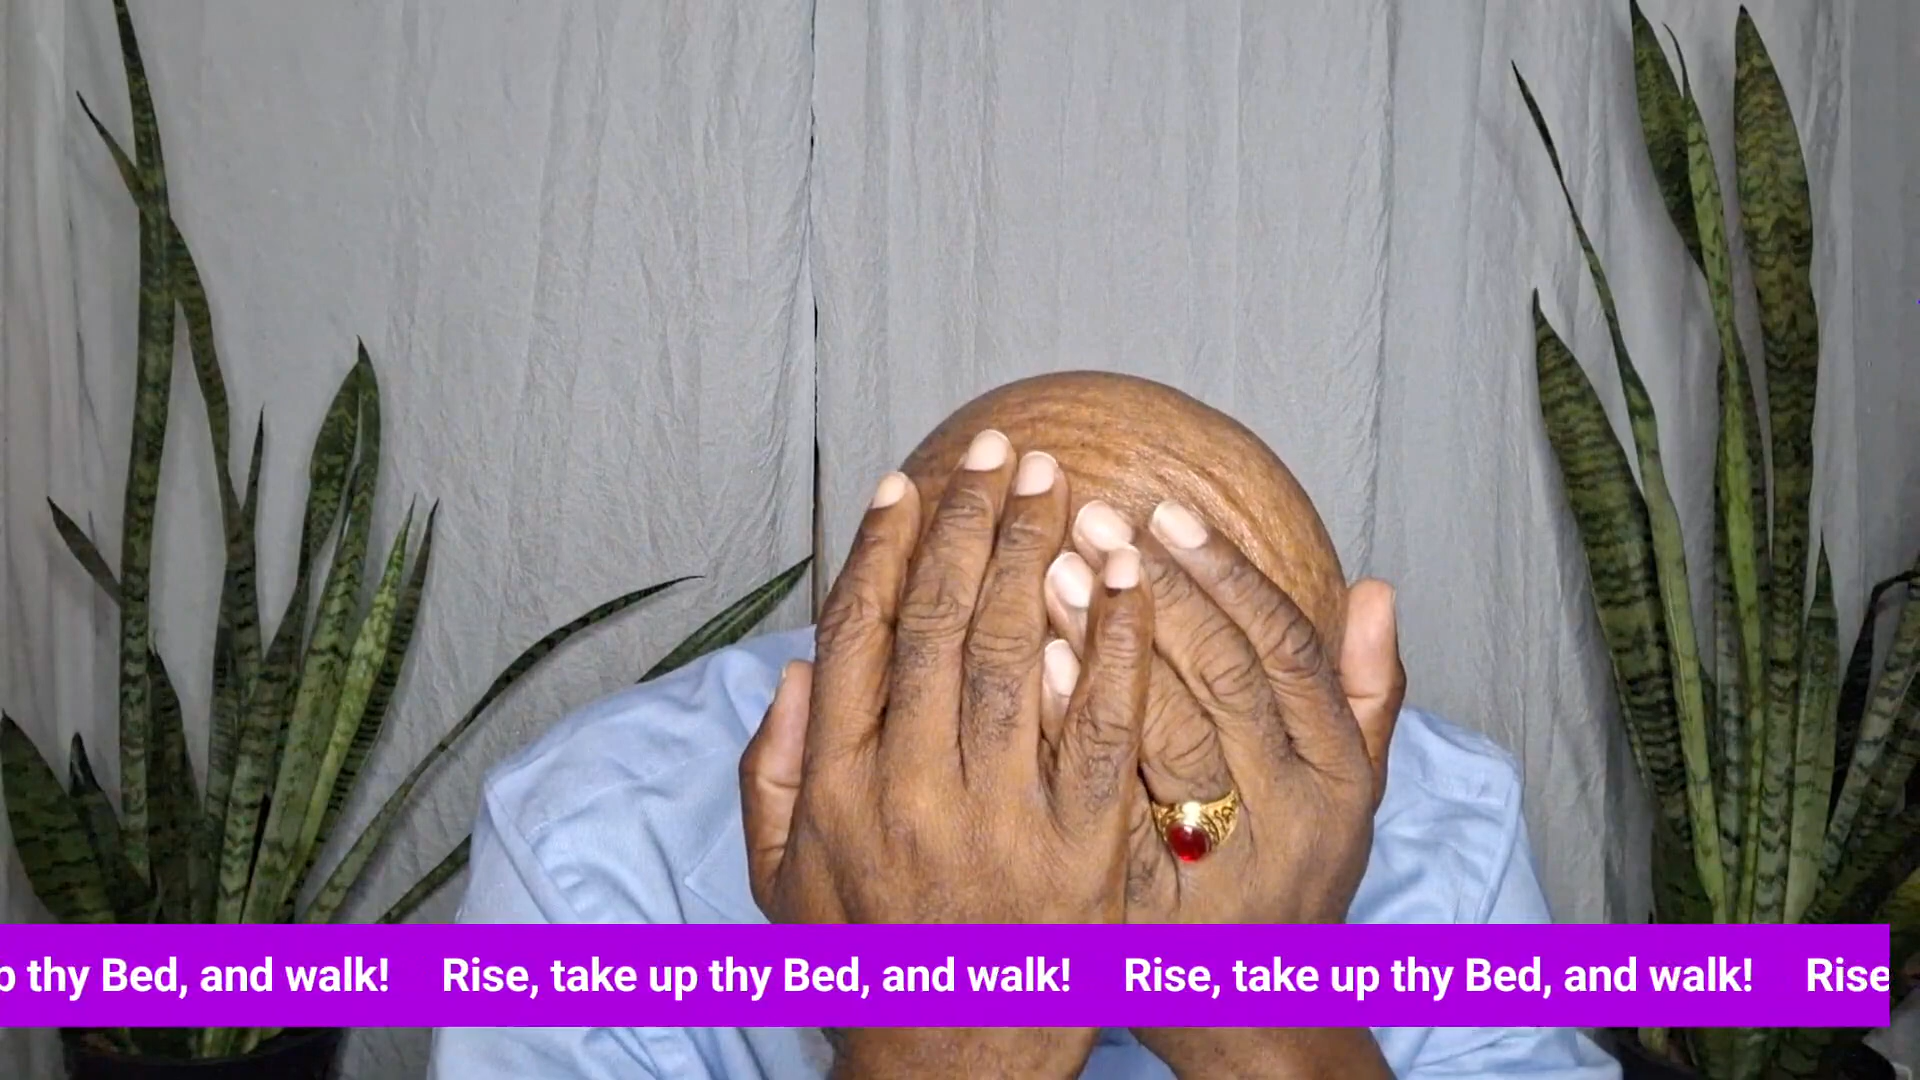 thy Bed, and walk! Rise, take up thy Bed, and walk! Rise, take up thy Bed, and walk! Rise